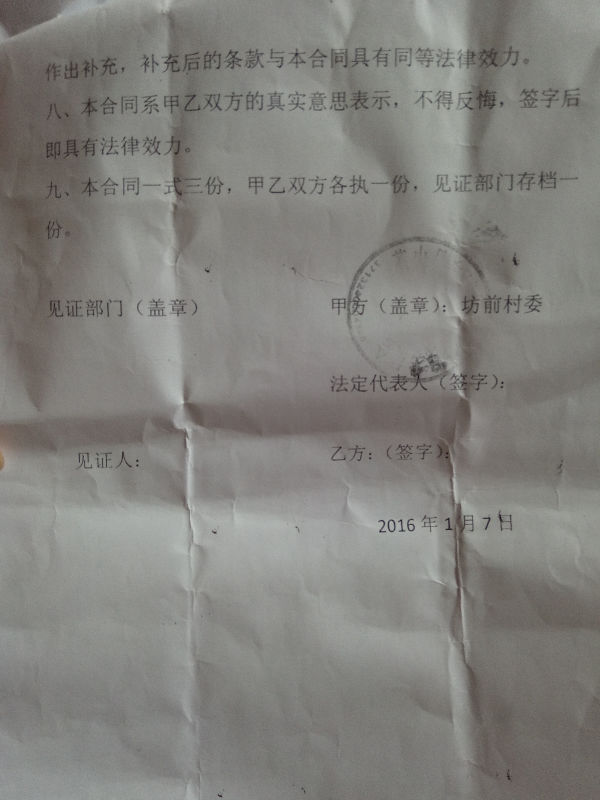 作出补充，补充后的条款与本合同具有同等法律效力。
八、本合同系甲乙双方的真实意思表示，不得反悔，签字后
即具有法律效力。
九、本合同一式三份，甲乙双方各执一份，见证部门存档一
份。
见证部门（盖章）
甲方（盖章）：坊前村委
法定代表人（签字）：
见证人：
乙方：（签字）：
2016年1月7日